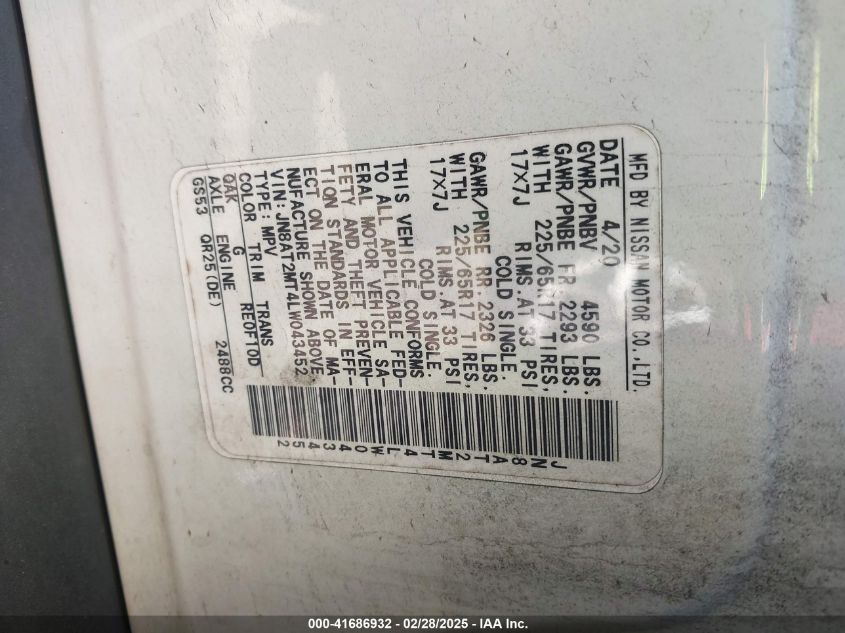 MFD BY NISSAN MOTOR CO.,LTD.
DATE 4/20
GVWR/PNBV 4590 LBS.
GAWR/PNBE FR 2293 LBS.
WITH 225/65R17 TIRES,
17X7J RIMS.AT 33 PSI
COLD SINGLE.
GAWR/PNBE RR 2326 LBS.
WITH 225/65R17 TIRES,
17X7J RIMS.AT 33 PSI
COLD SINGLE.
THIS VEHICLE CONFORMS
TO ALL APPLICABLE FED-
ERAL MOTOR VEHICLE SA-
FETY AND THEFT PREVEN-
TION STANDARDS IN EFF-
ECT ON THE DATE OF MA-
NUFACTURE SHOWN ABOVE.
VIN:JN8AT2MT4LW043452
TYPE:MPV
COLOR TRIM TRANS
QAK G RE0F10D
AXLE ENGINE
GS53 QR25(DE) 2488CC
JN8AT2MT4LW043452
000-41686932 / 02/28/2025 - IAA Inc.